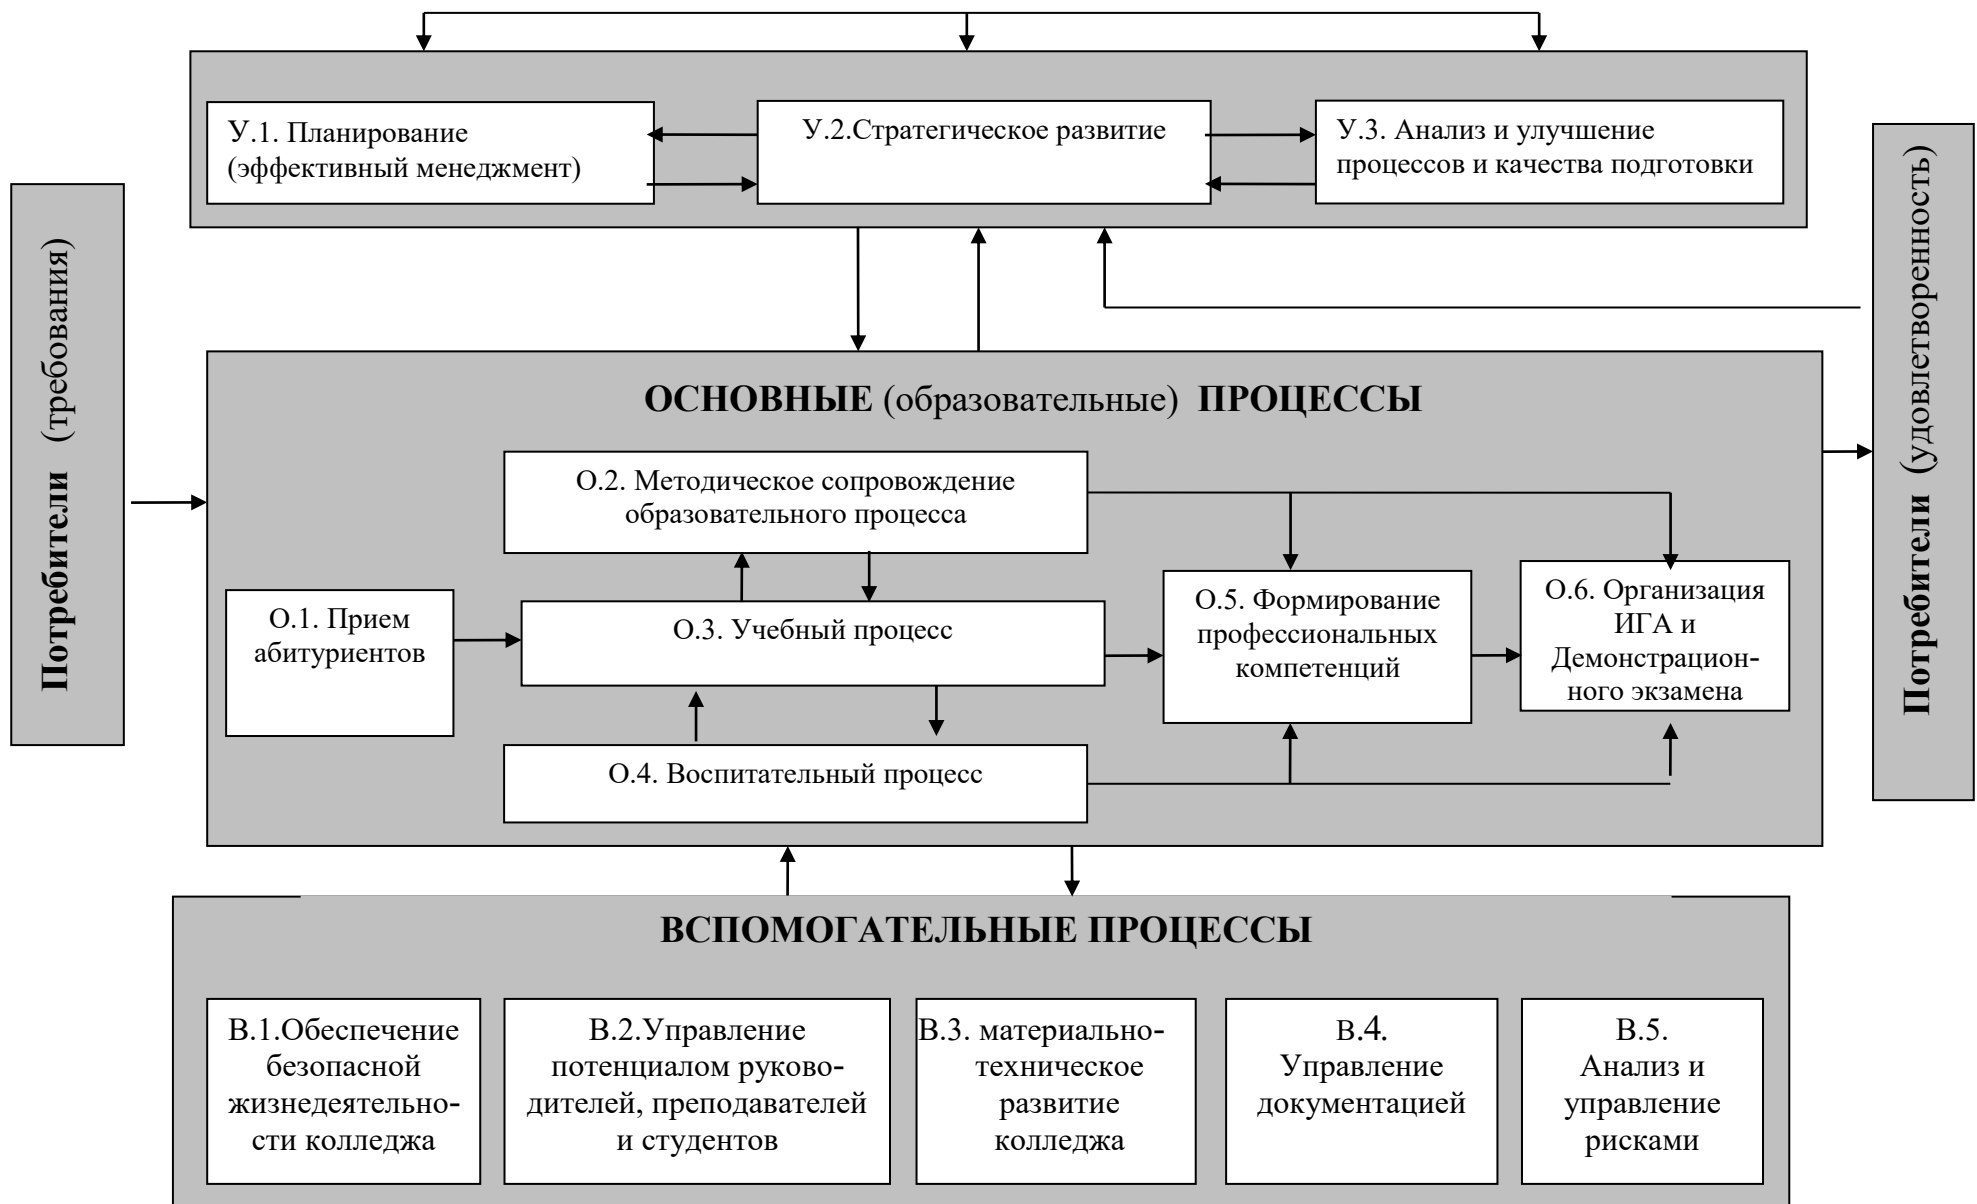 У.1. Планирование
(эффективный менеджмент)
У.2.Стратегическое развитие
У.3. Анализ и улучшение
процессов и качества подготовки
Потребители (требования)
Потребители (удовлетворенность)
ОСНОВНЫЕ (образовательные) ПРОЦЕССЫ
О.2. Методическое сопровождение
образовательного процесса
О.1. Прием
абитуриентов
О.3. Учебный процесс
О.5. Формирование
профессиональных
компетенций
О.6. Организация
ИГА и
Демонстрацион-
ного экзамена
О.4. Воспитательный процесс
ВСПОМОГАТЕЛЬНЫЕ ПРОЦЕССЫ
В.1.Обеспечение
безопасной
жизнедеятельно-
сти колледжа
В.2.Управление
потенциалом руково-
дителей, преподавателей
и студентов
В.3. материально-
техническое
развитие
колледжа
В.4.
Управление
документацией
В.5.
Анализ и
управление
рисками